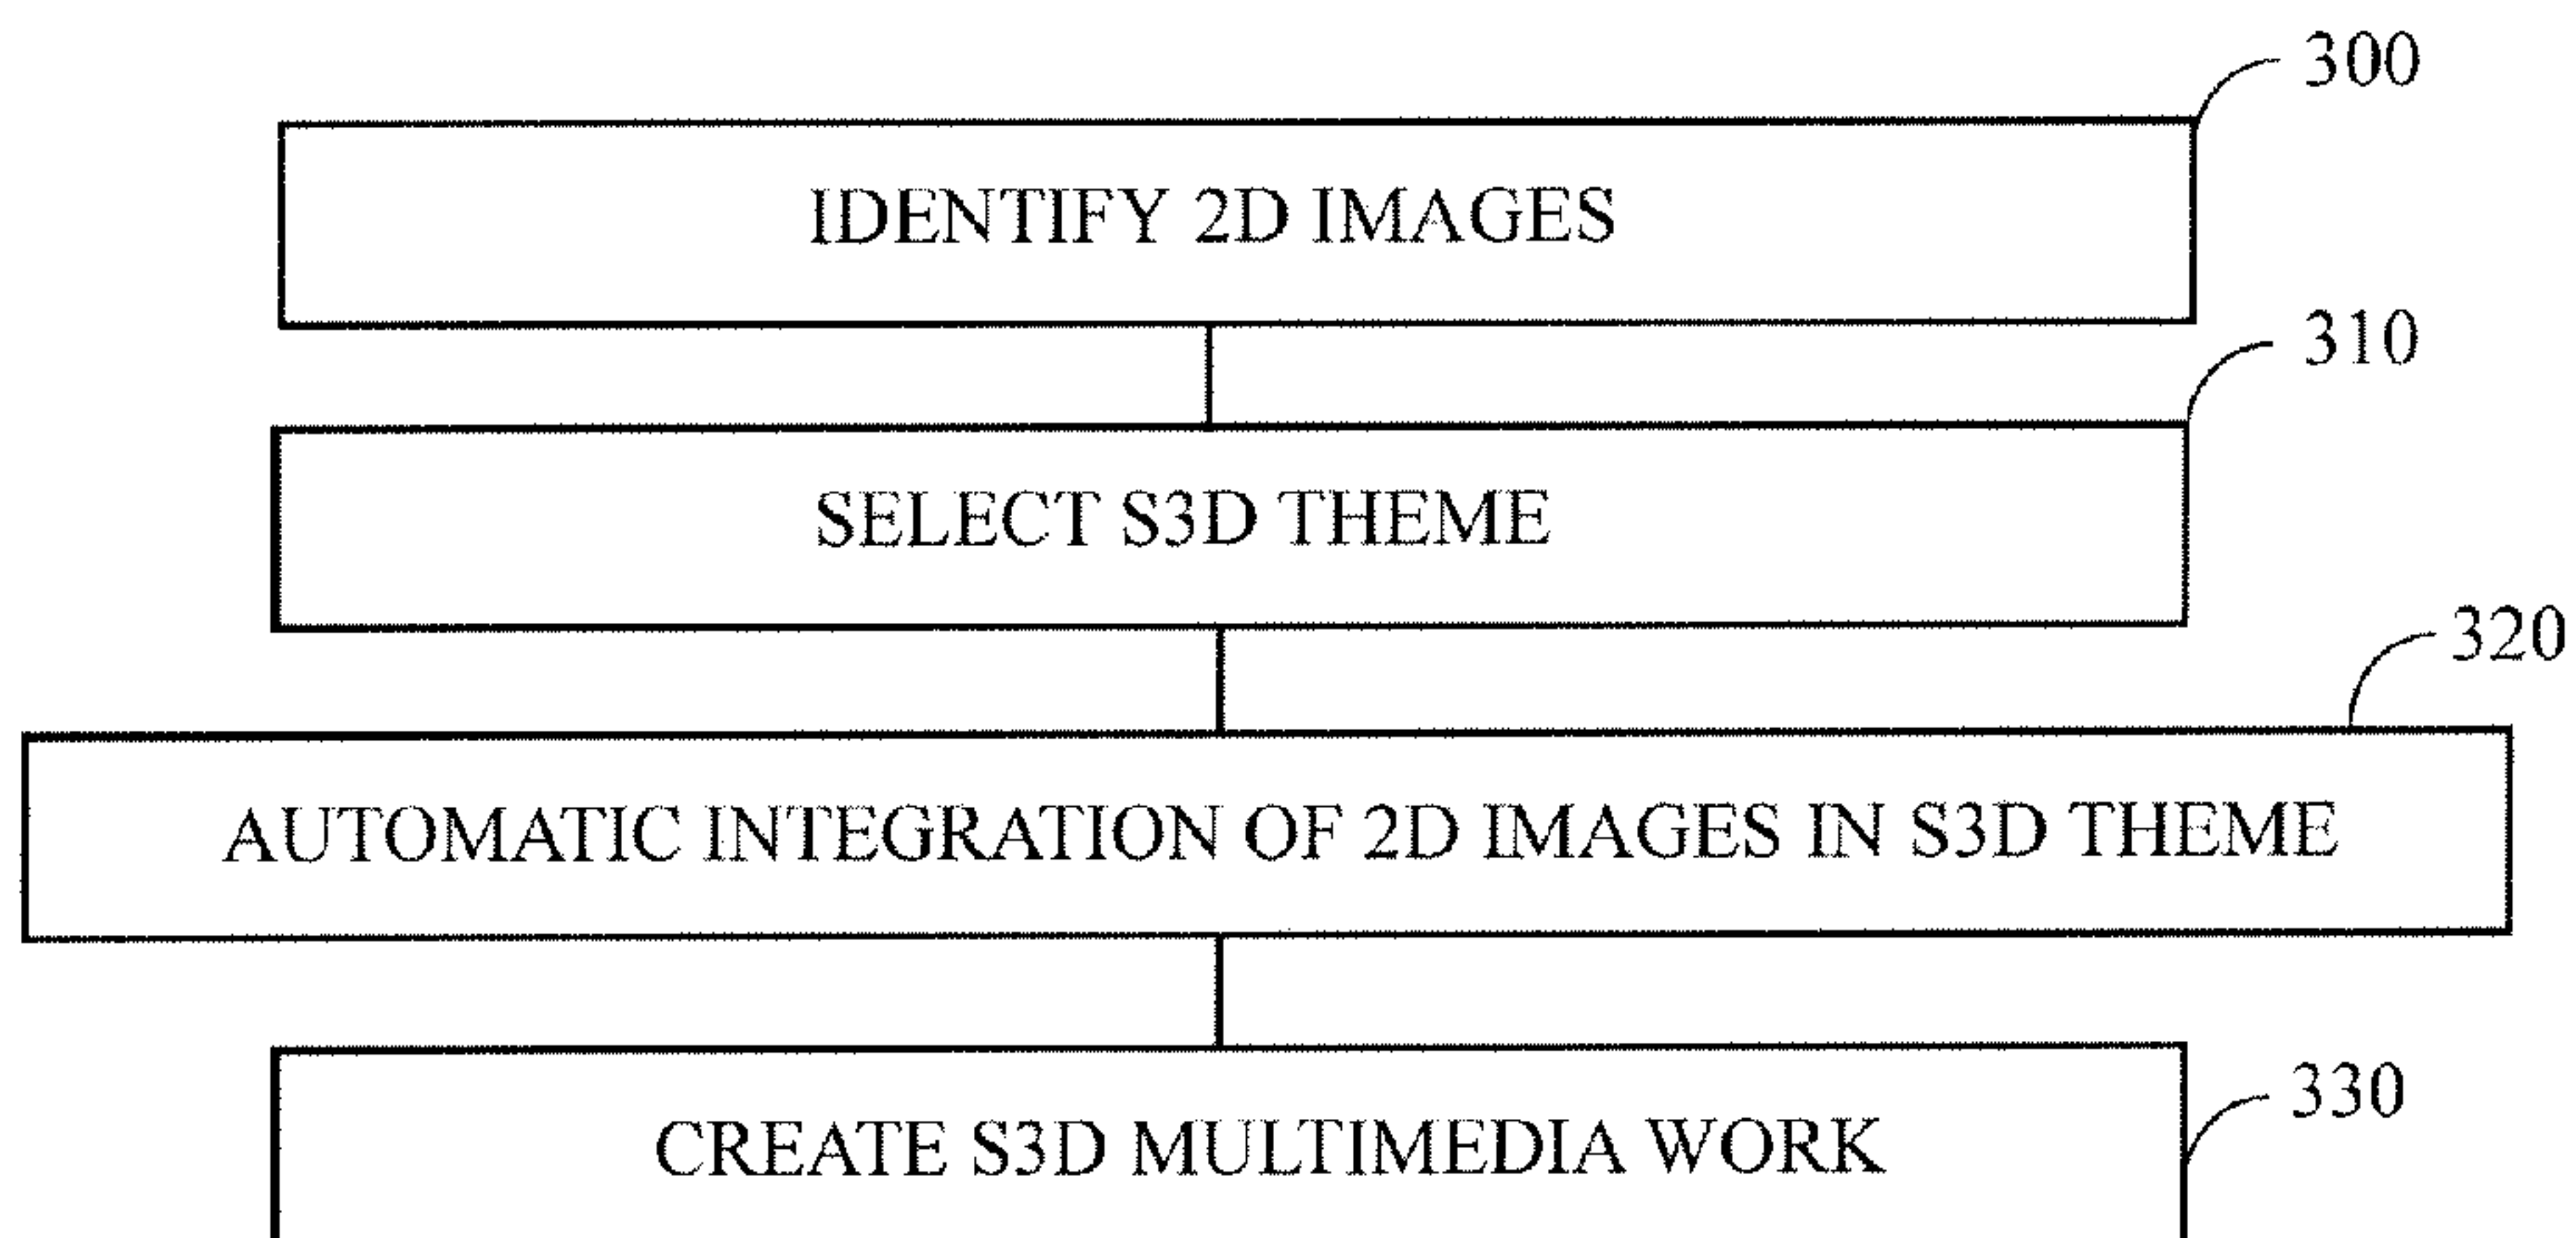 300
IDENTIFY 2D IMAGES
310
SELECT S3D THEME
320
AUTOMATIC INTEGRATION OF 2D IMAGES IN S3D THEME
330
CREATE S3D MULTIMEDIA WORK